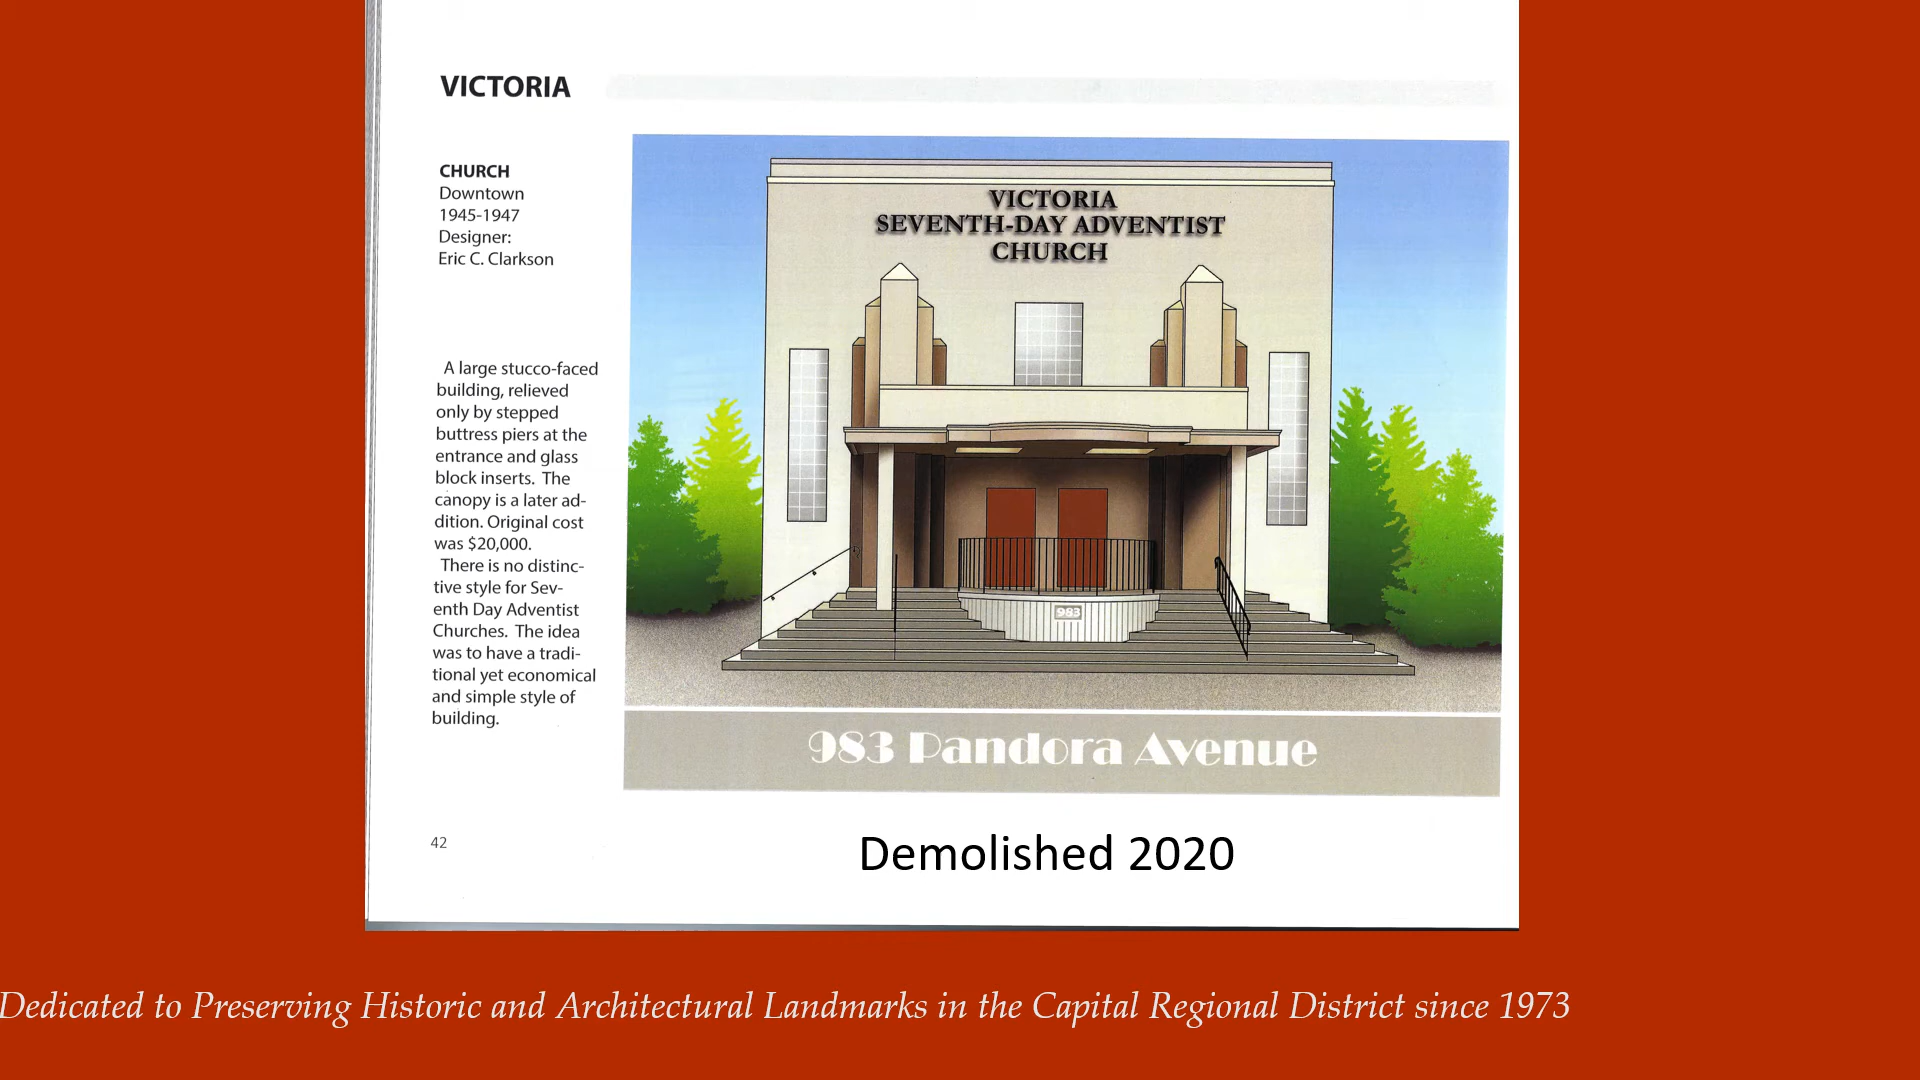 VICTORIA
CHURCH
Downtown
1945-1947
Designer:
Eric C. Clarkson
A large stucco-faced
building, relieved
only by stepped
buttress piers at the
entrance and glass
block inserts. The
canopy is a later ad-
dition. Original cost
was $20,000.
There is no distinc-
tive style for Sev-
enth Day Adventist
Churches. The idea
was to have a tradi-
tional yet economical
and simple style of
building.
VICTORIA
SEVENTH-DAY ADVENTIST
CHURCH
983
983 Pandora Avenue
42
Demolished 2020
Dedicated to Preserving Historic and Architectural Landmarks in the Capital Regional District since 1973